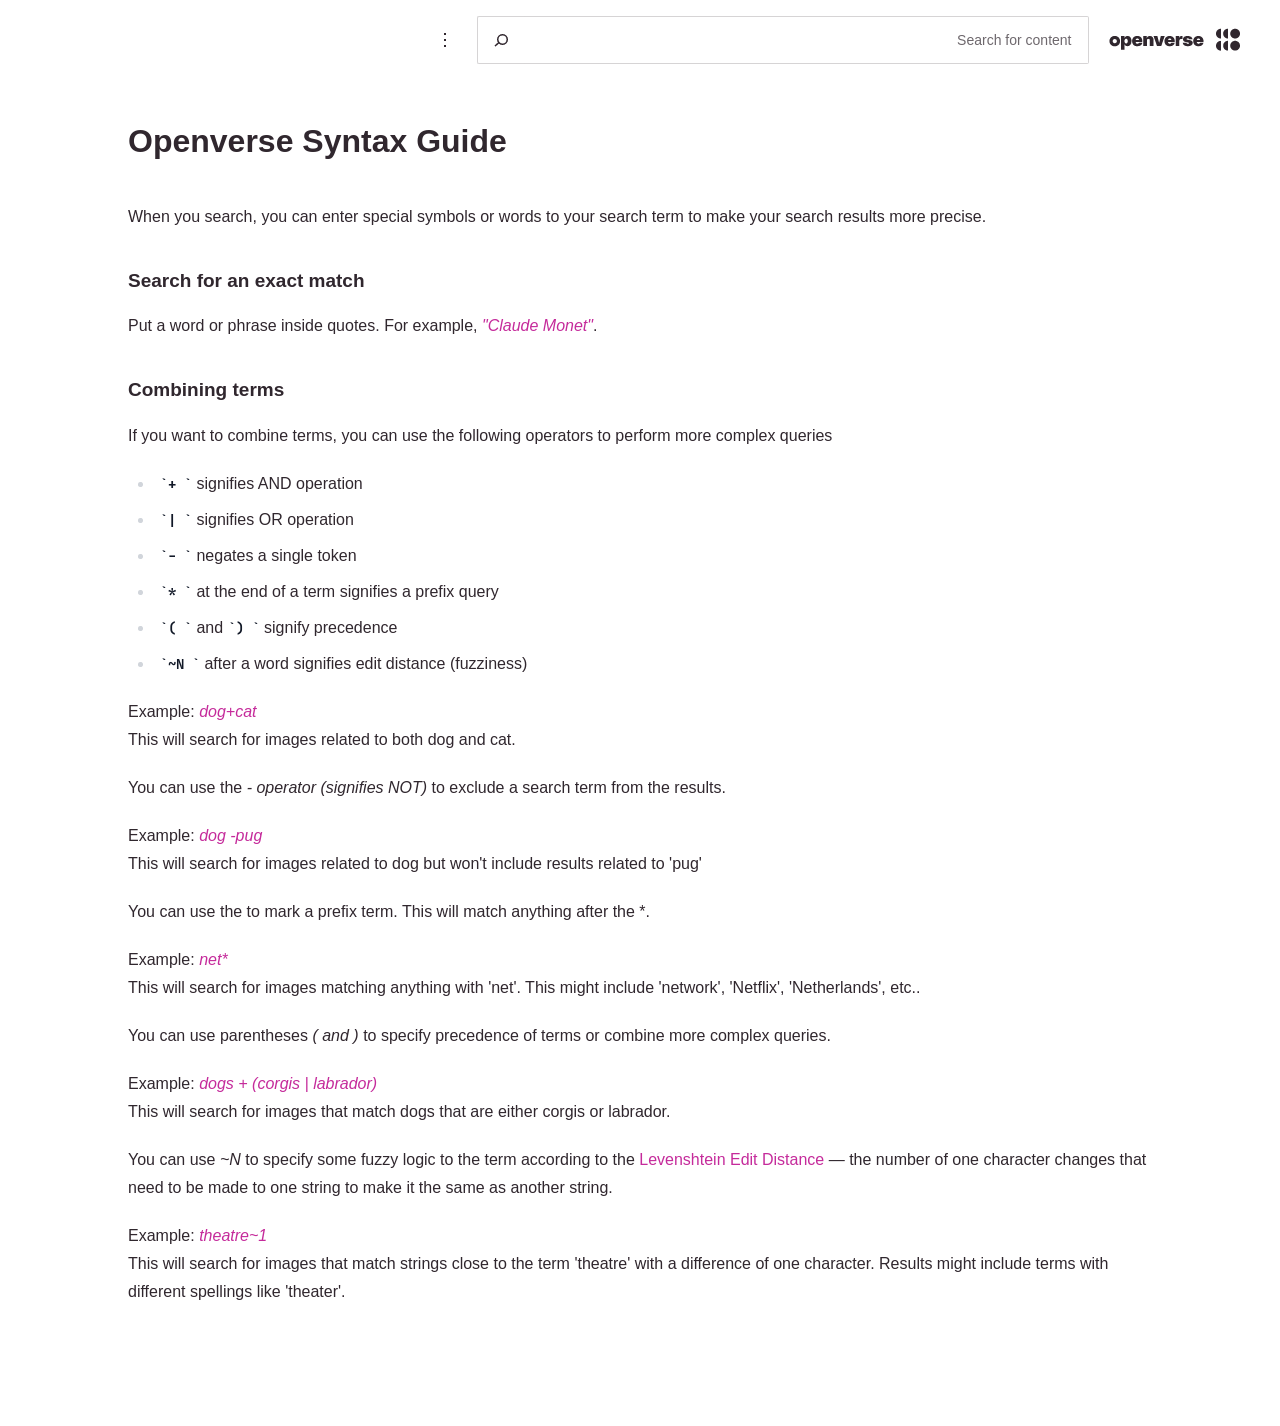 Search for content
openverse
Openverse Syntax Guide
When you search, you can enter special symbols or words to your search term to make your search results more precise.
Search for an exact match
Put a word or phrase inside quotes. For example, "Claude Monet".
Combining terms
If you want to combine terms, you can use the following operators to perform more complex queries
`+ ` signifies AND operation
`| ` signifies OR operation
`- ` negates a single token
`* ` at the end of a term signifies a prefix query
`( ` and `) ` signify precedence
`~N ` after a word signifies edit distance (fuzziness)
Example: dog+cat
This will search for images related to both dog and cat.
You can use the - operator (signifies NOT) to exclude a search term from the results.
Example: dog -pug
This will search for images related to dog but won't include results related to 'pug'
You can use the to mark a prefix term. This will match anything after the *.
Example: net*
This will search for images matching anything with 'net'. This might include 'network', 'Netflix', 'Netherlands', etc..
You can use parentheses ( and ) to specify precedence of terms or combine more complex queries.
Example: dogs + (corgis | labrador)
This will search for images that match dogs that are either corgis or labrador.
You can use ~N to specify some fuzzy logic to the term according to the Levenshtein Edit Distance — the number of one character changes that
need to be made to one string to make it the same as another string.
Example: theatre~1
This will search for images that match strings close to the term 'theatre' with a difference of one character. Results might include terms with
different spellings like 'theater'.